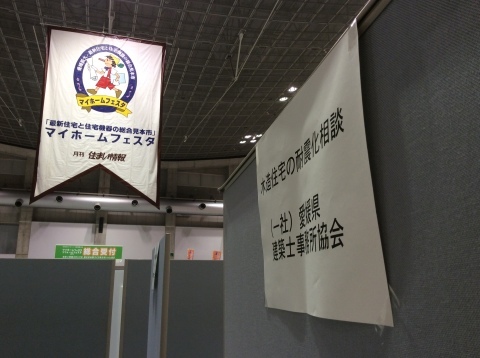 マイホームフェスタ
「最新住宅と住宅機器の総合見本市」
マイホームフェスタ
月刊 住まい情報
総合受付
木造住宅の耐震化相談
(一社) 愛媛県
建築士事務所協会